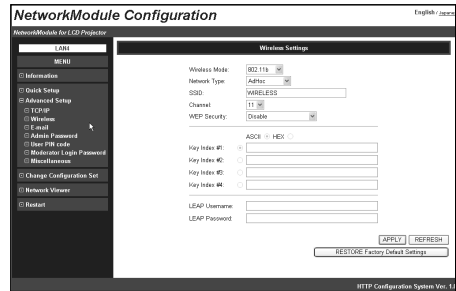 NetworkModule Configuration
English / Japanese
NetworkModule for LCD Projector
LAN4
MENU
Information
Quick Setup
Advanced Setup
TCP/IP
Wireless
E-mail
Admin Password
User PIN code
Moderator Login Password
Miscellaneous
Change Configuration Set
Network Viewer
Restart
Wireless Settings
Wireless Mode: 802.11b
Network Type: AdHoc
SSID: WIRELESS
Channel: 11
WEP Security: Disable
ASCII HEX
Key Index #1:
Key Index #2:
Key Index #3:
Key Index #4:
LEAP Username:
LEAP Password:
APPLY REFRESH
RESTORE Factory Default Settings
HTTP Configuration System Ver. 1.